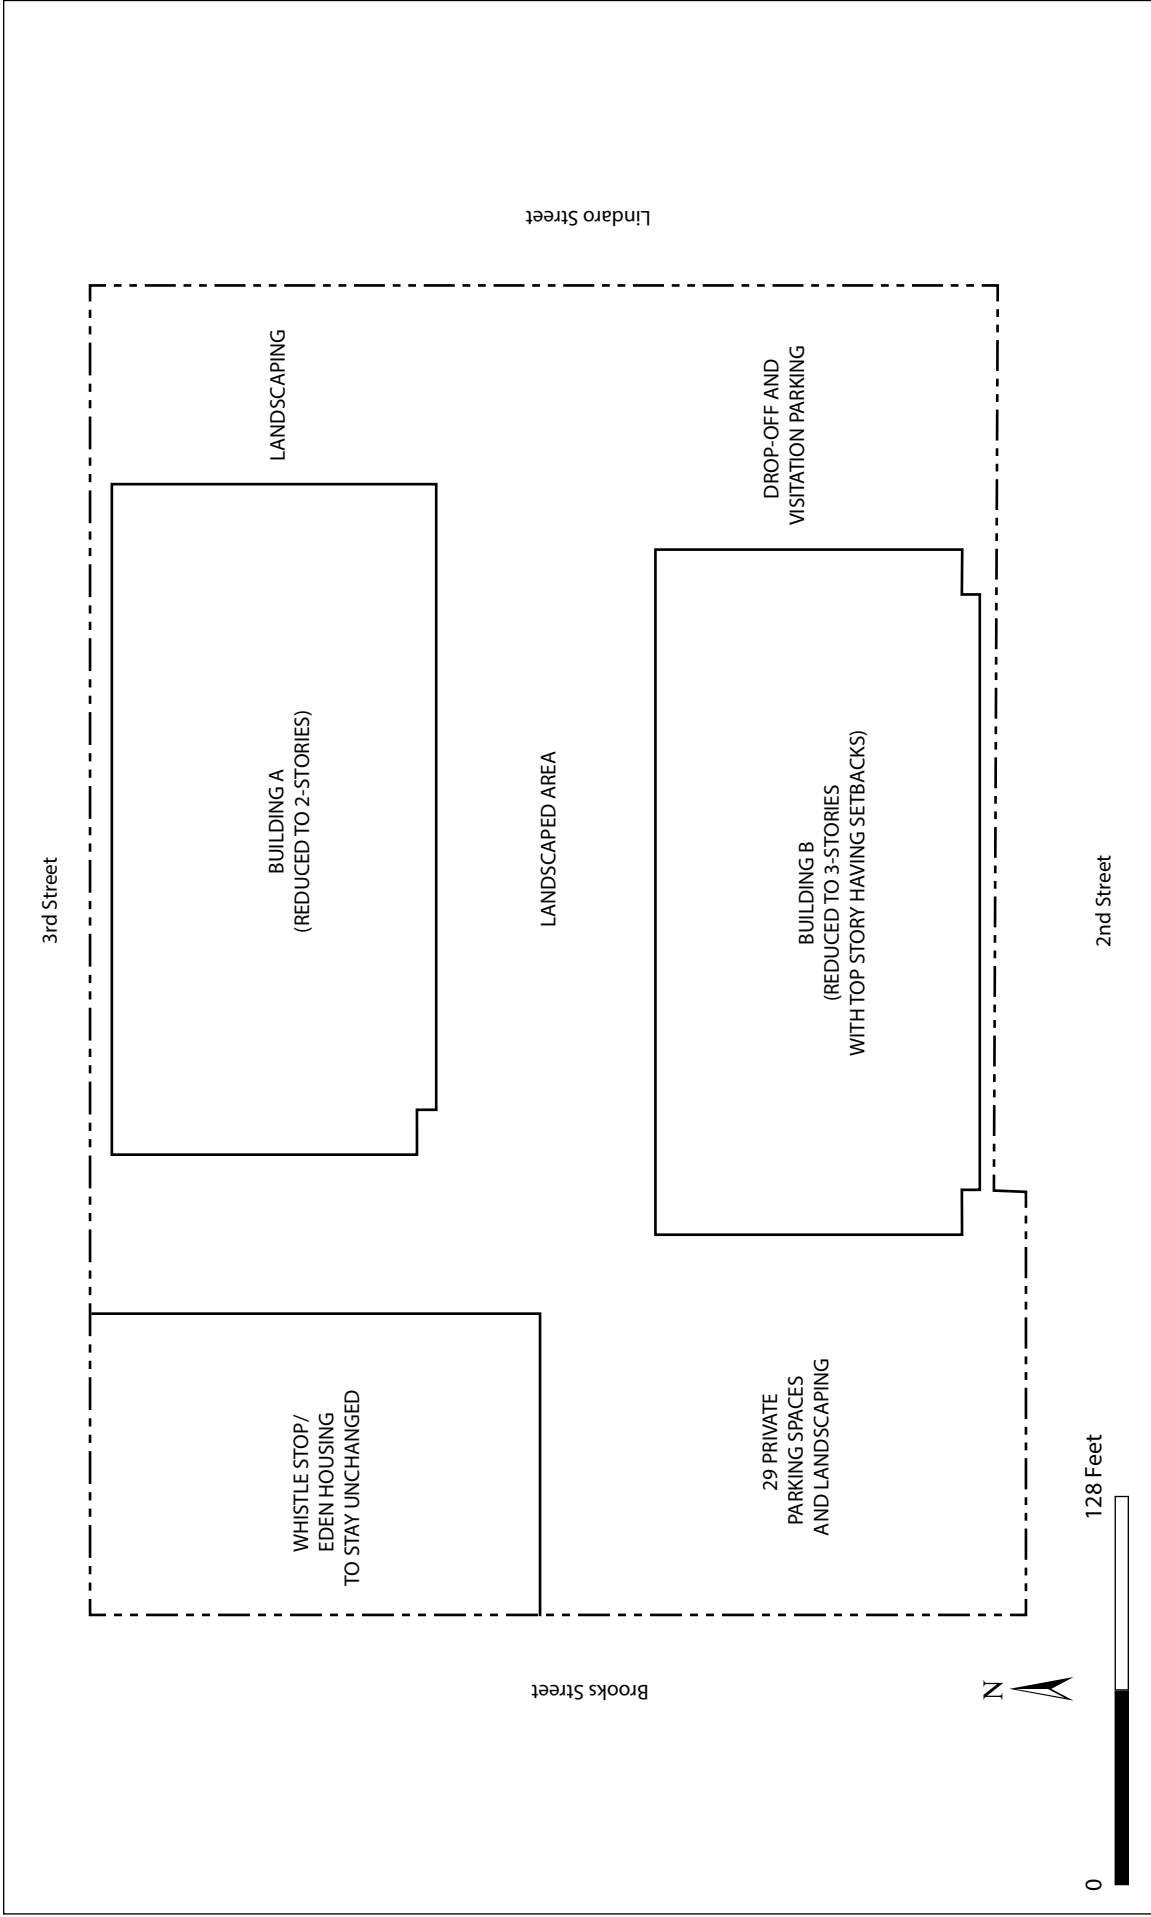 3rd Street
WHISTLE STOP/
EDEN HOUSING
TO STAY UNCHANGED
BUILDING A
(REDUCED TO 2-STORIES)
LANDSCAPING
Brooks Street
LANDSCAPED AREA
Lindaro Street
29 PRIVATE
PARKING SPACES
AND LANDSCAPING
BUILDING B
(REDUCED TO 3-STORIES
WITH TOP STORY HAVING SETBACKS)
DROP-OFF AND
VISITATION PARKING
N
2nd Street
0
128 Feet